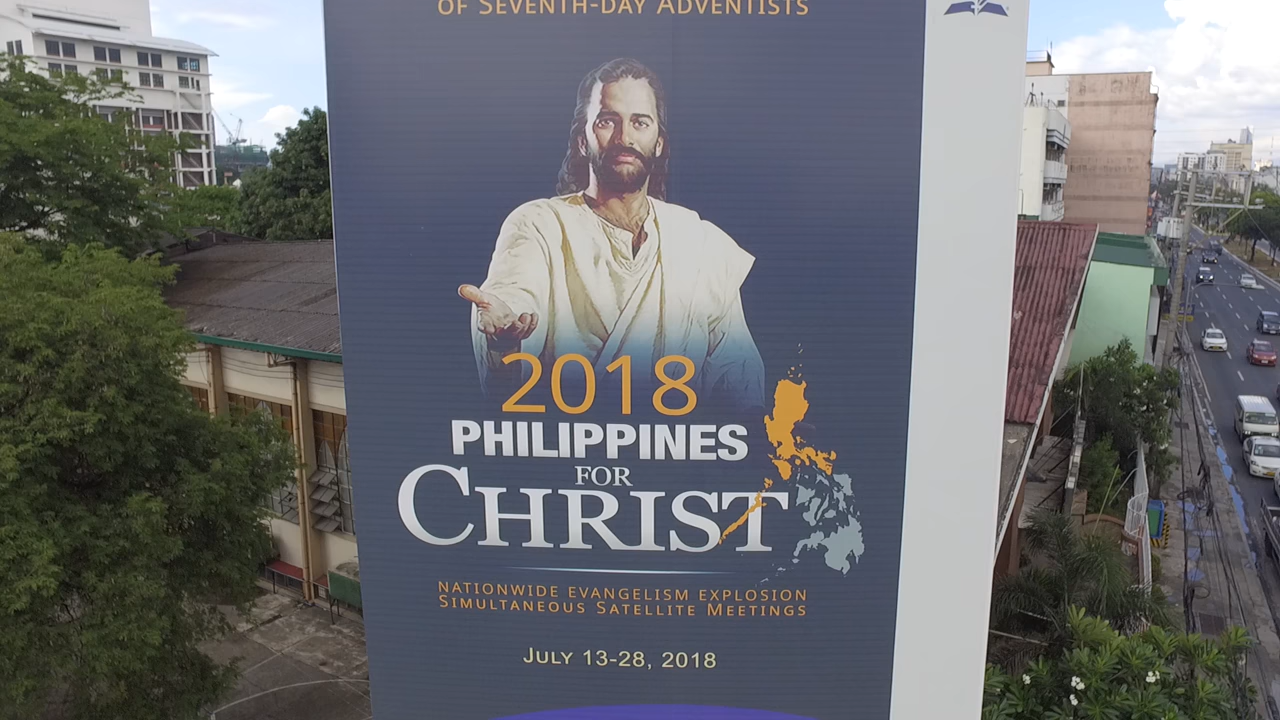 OF SEVENTH-DAY ADVENTISTS
2018
PHILIPPINES
FOR
CHRIST
NATIONWIDE EVANGELISM EXPLOSION
SIMULTANEOUS SATELLITE MEETINGS
JULY 13-28, 2018